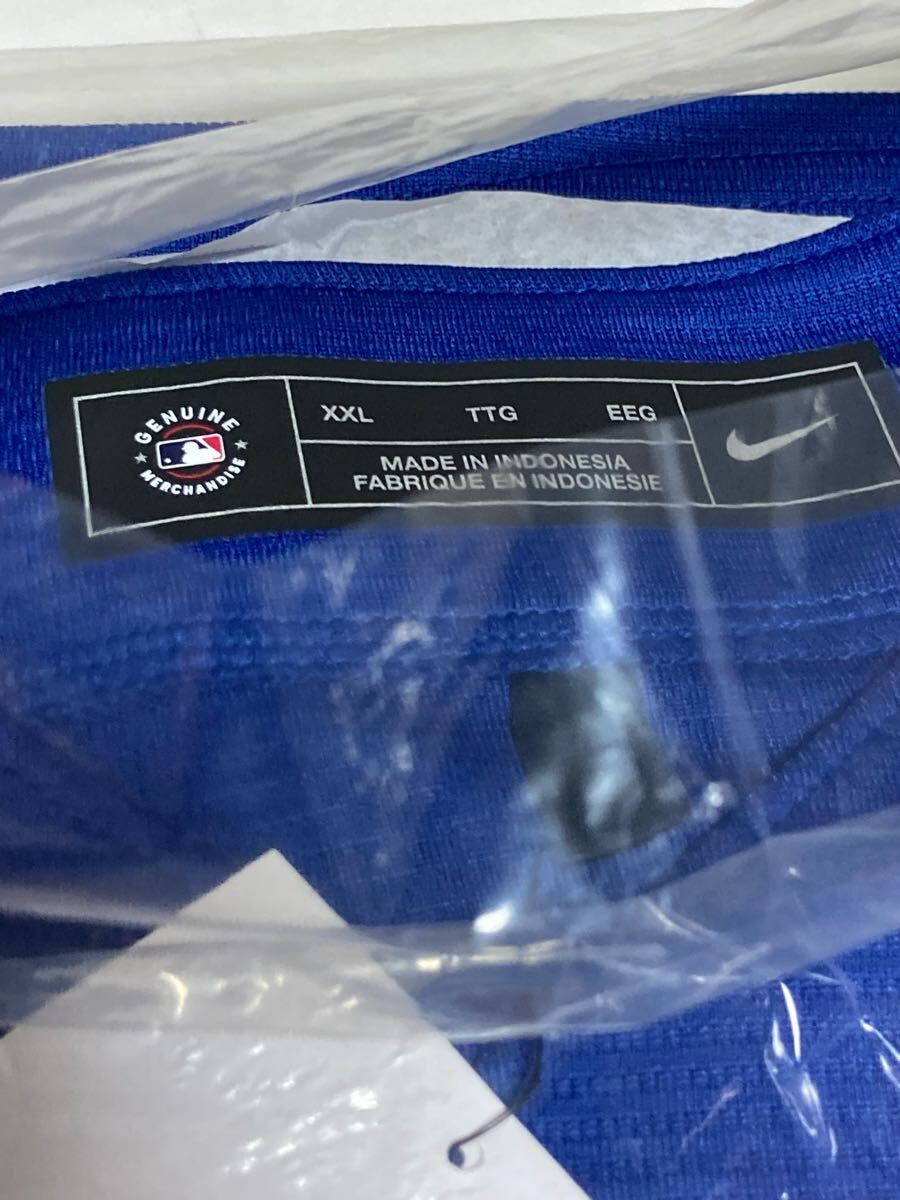 GENUINE
MERCHANDISE
XXL TTG EEG
MADE IN INDONESIA
FABRIQUE EN INDONESIE